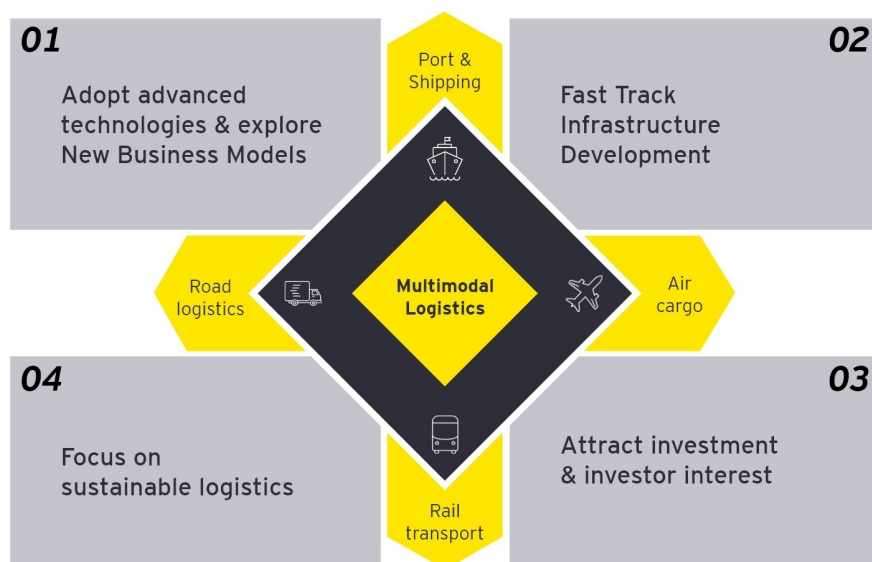 01
Adopt advanced
technologies & explore
New Business Models
Port &
Shipping
02
Fast Track
Infrastructure
Development
Road
logistics
Multimodal
Logistics
Air
cargo
04
Focus on
sustainable logistics
Rail
transport
03
Attract investment
& investor interest